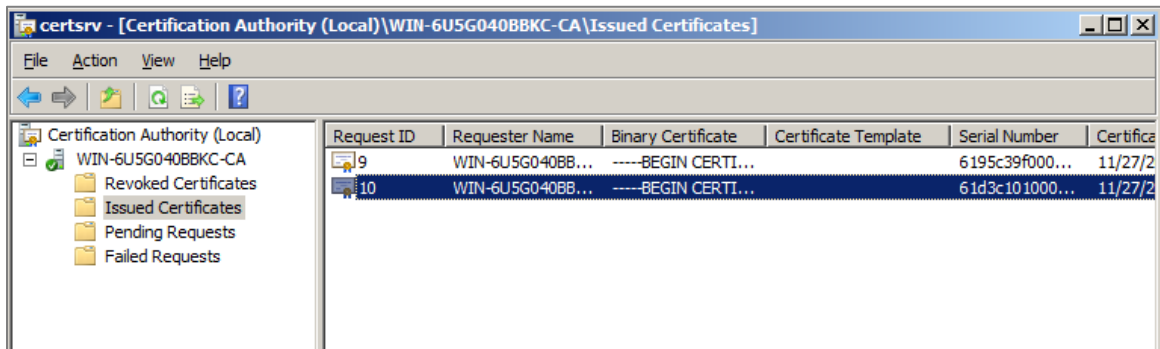 certsrv - [Certification Authority (Local)\WIN-6U5G040BBKC-CA\Issued Certificates]
File Action View Help
Certification Authority (Local)
WIN-6U5G040BBKC-CA
Revoked Certificates
Issued Certificates
Pending Requests
Failed Requests
Request ID Requester Name Binary Certificate Certificate Template Serial Number Certifica
9 WIN-6U5G040BB... -----BEGIN CERTI... 6195c39f000... 11/27/2
10 WIN-6U5G040BB... -----BEGIN CERTI... 61d3c101000... 11/27/2